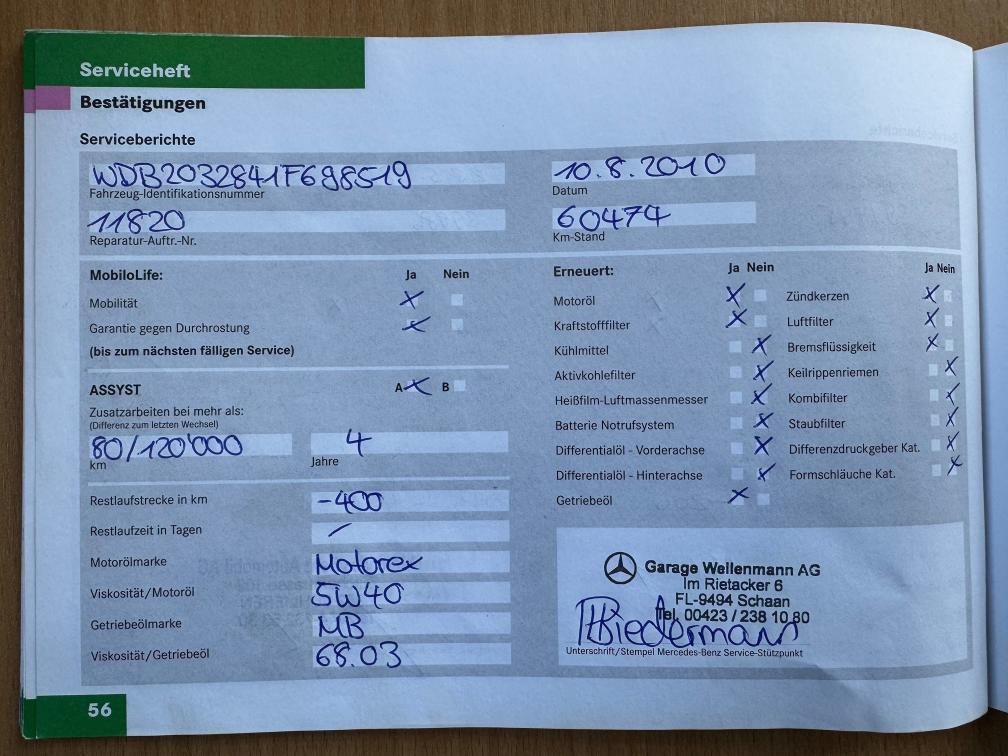 Serviceheft
Bestätigungen
Serviceberichte
WDB2032841F698519
Fahrzeug-Identifikationsnummer
10.8.2010
Datum
11820
Reparatur-Auftr.-Nr.
60474
Km-Stand
MobiloLife: Ja Nein
Mobilität X
Garantie gegen Durchrostung X
(bis zum nächsten fälligen Service)
ASSYST A X B
Zusatzarbeiten bei mehr als:
(Differenz zum letzten Wechsel)
80/120'000 4
km Jahre
Restlaufstrecke in km -400
Restlaufzeit in Tagen /
Motorölmarke Motorex
Viskosität/Motoröl 5W40
Getriebeölmarke MB
Viskosität/Getriebeöl 68.03
Erneuert: Ja Nein
Motoröl X
Kraftstofffilter X
Kühlmittel X
Aktivkohlefilter X
Heißfilm-Luftmassenmesser X
Batterie Notrufsystem X
Differentialöl - Vorderachse X
Differentialöl - Hinterachse X
Getriebeöl X
Ja Nein
Zündkerzen X
Luftfilter X
Bremsflüssigkeit X
Keilrippenriemen X
Kombifilter X
Staubfilter X
Differenzdruckgeber Kat. X
Formschläuche Kat. X
Garage Wellenmann AG
Im Rietacker 6
FL-9494 Schaan
Tel. 00423 / 238 10 80
Unterschrift/Stempel Mercedes-Benz Service-Stützpunkt
56